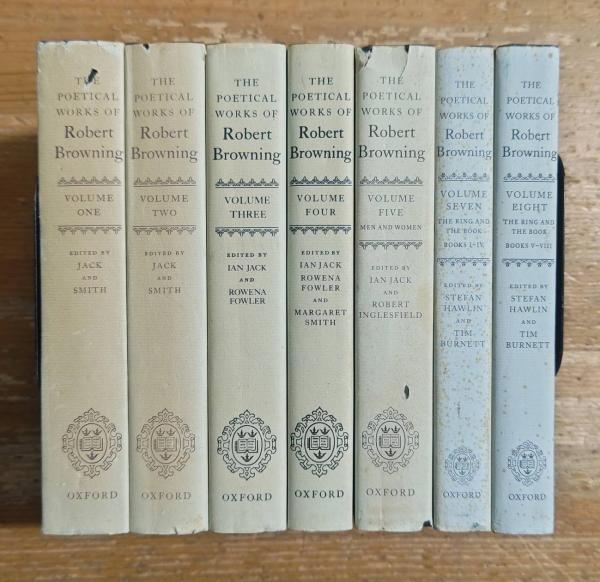 THE
POETICAL
WORKS OF
Robert
Browning
VOLUME
ONE
EDITED BY
JACK
AND
SMITH
OXFORD
THE
POETICAL
WORKS OF
Robert
Browning
VOLUME
TWO
EDITED BY
JACK
AND
SMITH
OXFORD
THE
POETICAL
WORKS OF
Robert
Browning
VOLUME
THREE
EDITED BY
IAN JACK
AND
ROWENA
FOWLER
OXFORD
THE
POETICAL
WORKS OF
Robert
Browning
VOLUME
FOUR
EDITED BY
IAN JACK
ROWENA
FOWLER
AND
MARGARET
SMITH
OXFORD
THE
POETICAL
WORKS OF
Robert
Browning
VOLUME
FIVE
MEN AND WOMEN
EDITED BY
IAN JACK
AND
ROBERT
INGLESFIELD
OXFORD
THE
POETICAL
WORKS OF
Robert
Browning
VOLUME
SEVEN
THE RING AND
THE BOOK
BOOKS I-IV
EDITED BY
STEFAN
HAWLIN
AND
TIM
BURNETT
OXFORD
THE
POETICAL
WORKS OF
Robert
Browning
VOLUME
EIGHT
THE RING AND
THE BOOK
BOOKS V-VIII
EDITED BY
STEFAN
HAWLIN
AND
TIM
BURNETT
OXFORD